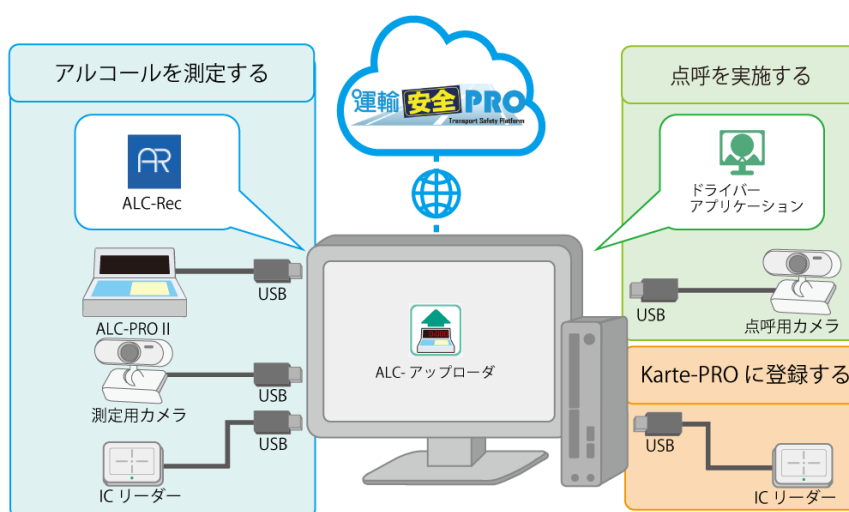 アルコールを測定する
AR
ALC-Rec
ALC-PRO II
USB
測定用カメラ
USB
IC リーダー
USB
運輸安全PRO
Transport Safety Platform
ALC- アップローダ
点呼を実施する
ドライバー
アプリケーション
USB
点呼用カメラ
Karte-PRO に登録する
USB
IC リーダー